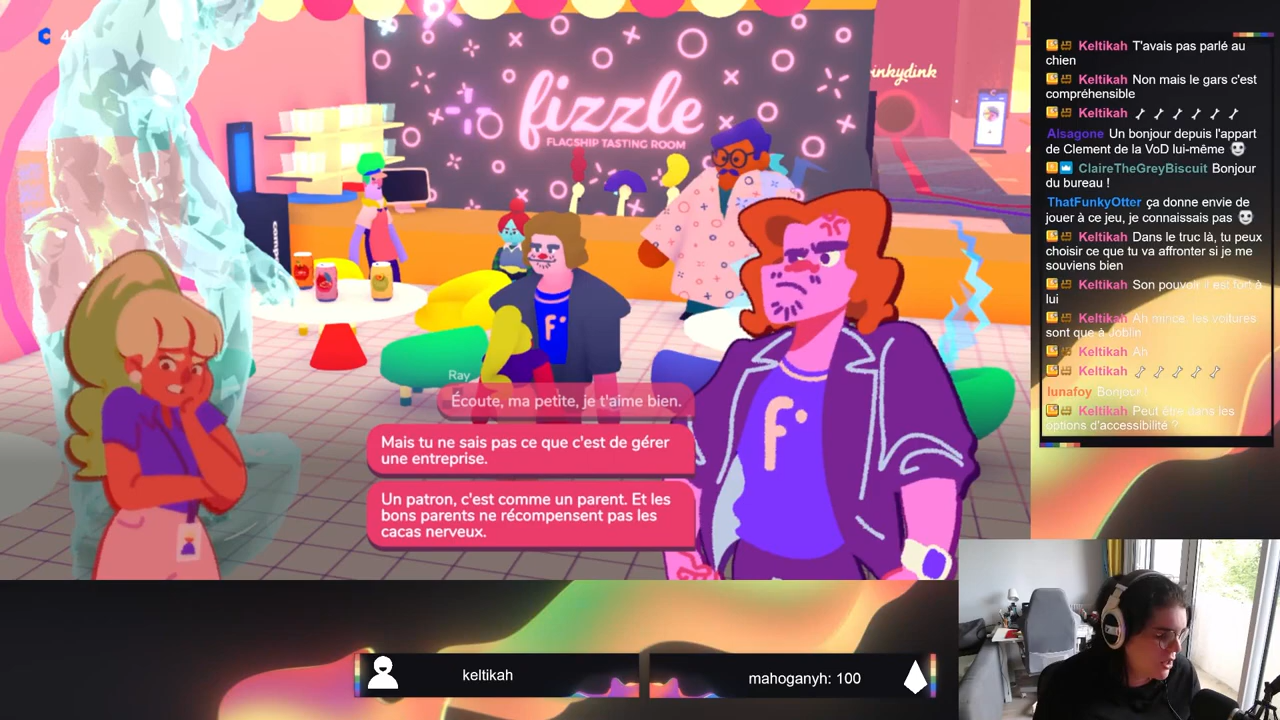 fizzle
FLAGSHIP TASTING ROOM
inkydink
Ray
Écoute, ma petite, je t'aime bien.
Mais tu ne sais pas ce que c'est de gérer
une entreprise.
Un patron, c'est comme un parent. Et les
bons parents ne récompensent pas les
cacas nerveux.
Keltikah T'avais pas parlé au
chien
Keltikah Non mais le gars c'est
compréhensible
Keltikah
Alsagone Un bonjour depuis l'appart
de Clement de la VoD lui-même
ClaireTheGreyBiscuit Bonjour
du bureau !
ThatFunkyOtter ça donne envie de
jouer à ce jeu, je connaissais pas
Keltikah Dans le truc là, tu peux
choisir ce que tu va affronter si je me
souviens bien
Keltikah Son pouvoir il est fort à
lui
Keltikah Ah mince, les voitures
sont que à Joblin
Keltikah Ah
Keltikah
lunafoy Bonjour !
Keltikah Peut être dans les
options d'accessibilité ?
keltikah
mahoganyh: 100